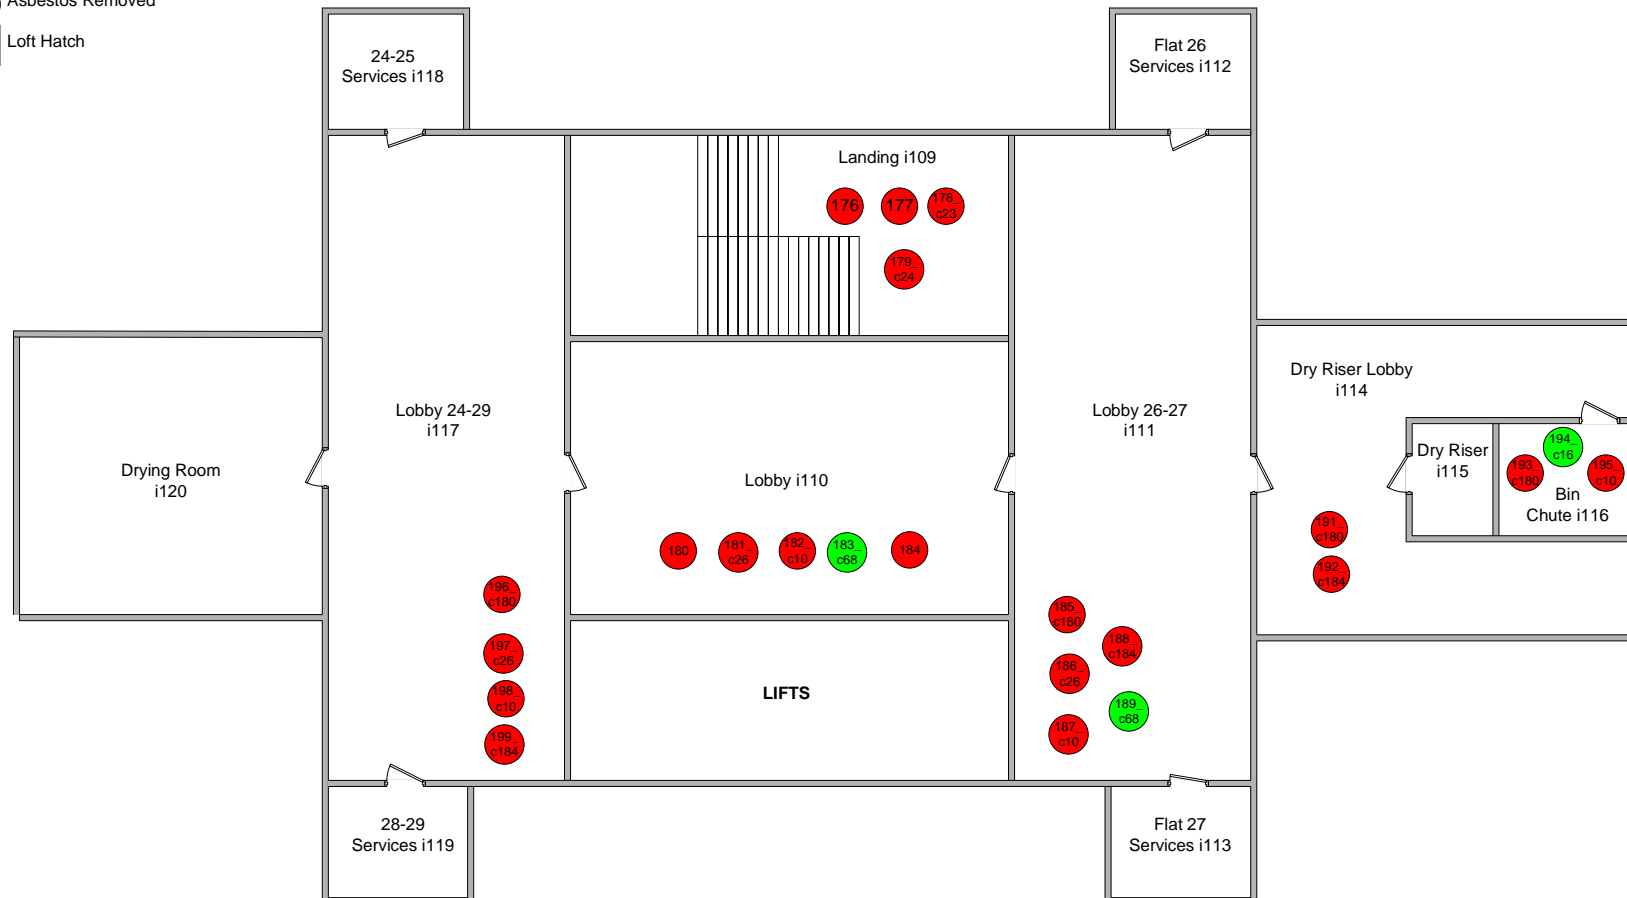 Asbestos Removed
Loft Hatch
24-25
Services i118
Flat 26
Services i112
Landing i109
176
177
178_
c23
179_
c24
Dry Riser Lobby
i114
Lobby 24-29
i117
Lobby 26-27
i111
Drying Room
i120
Lobby i110
Dry Riser
i115
194_
c16
193_
c180
195_
c10
Bin
Chute i116
191_
c180
192_
c184
180
181_
c26
182_
c10
183_
c68
184
196_
c180
197_
c26
198_
c10
199_
c184
185_
c180
188_
c184
186_
c26
189_
c68
187_
c10
LIFTS
28-29
Services i119
Flat 27
Services i113